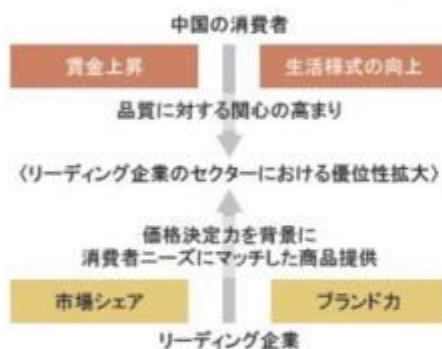 中国の消費者
賃金上昇 生活様式の向上
品質に対する関心の高まり
〈リーディング企業のセクターにおける優位性拡大〉
価格決定力を背景に
消費者ニーズにマッチした商品提供
市場シェア ブランド力
リーディング企業